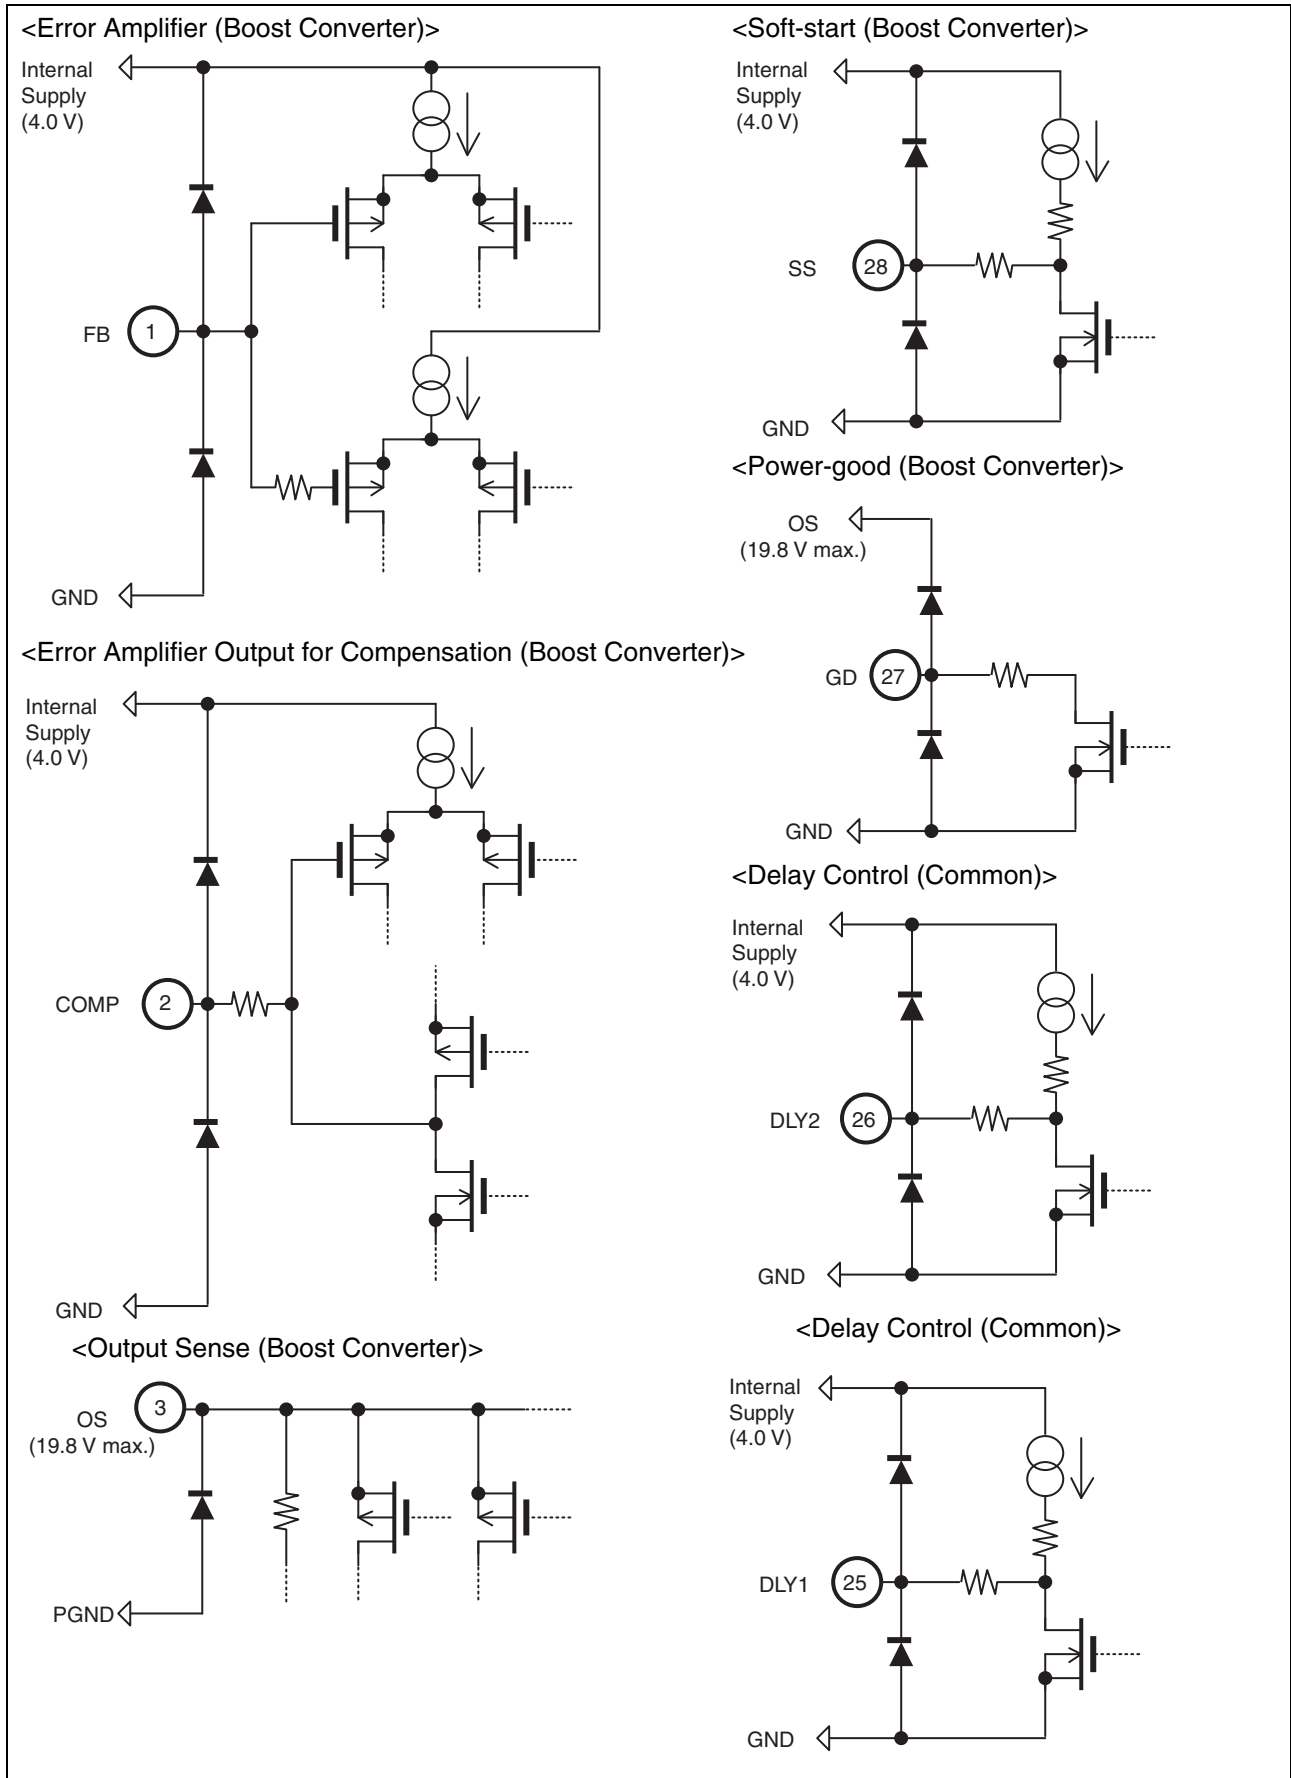 <Error Amplifier (Boost Converter)>
Internal
Supply
(4.0 V)
FB
1
GND
<Error Amplifier Output for Compensation (Boost Converter)>
Internal
Supply
(4.0 V)
COMP
2
GND
<Output Sense (Boost Converter)>
3
OS
(19.8 V max.)
PGND
<Soft-start (Boost Converter)>
Internal
Supply
(4.0 V)
SS
28
GND
<Power-good (Boost Converter)>
OS
(19.8 V max.)
GD
27
GND
<Delay Control (Common)>
Internal
Supply
(4.0 V)
DLY2
26
GND
<Delay Control (Common)>
Internal
Supply
(4.0 V)
DLY1
25
GND